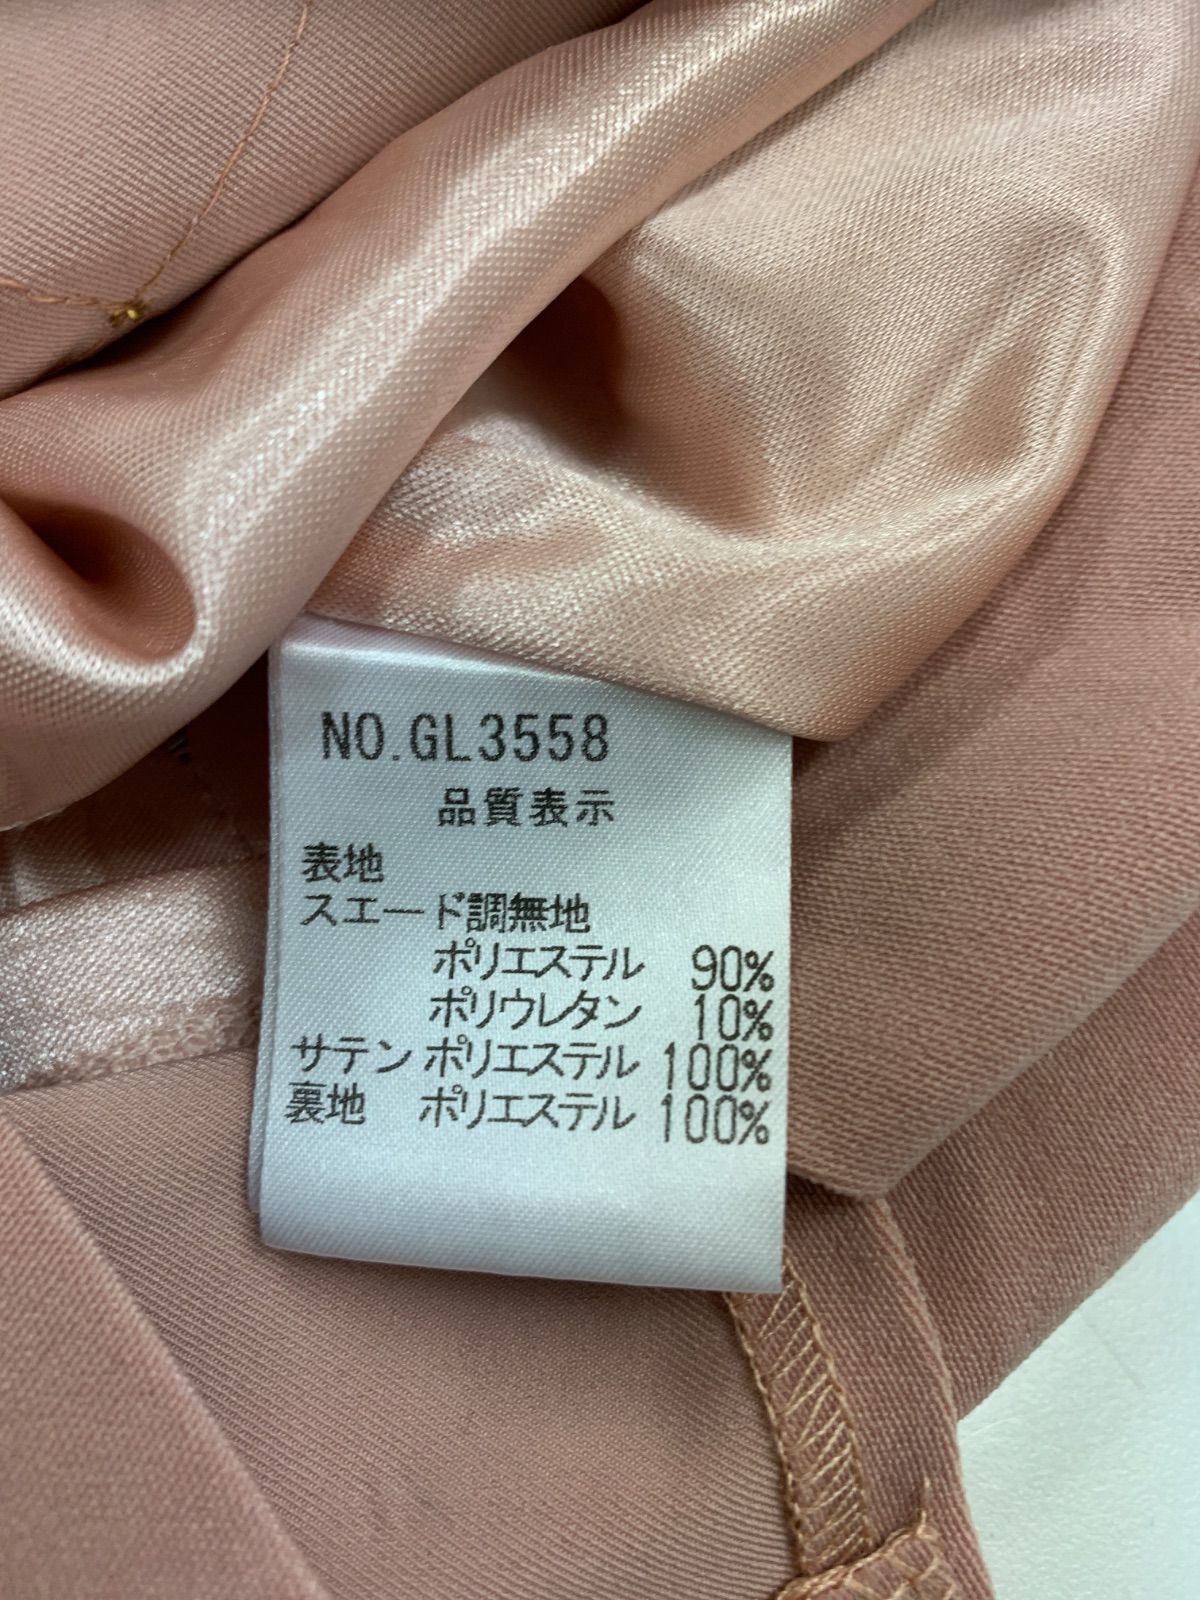 NO.GL3558
品質表示
表地
スエード調無地
ポリエステル 90%
ポリウレタン 10%
サテン ポリエステル 100%
裏地 ポリエステル 100%